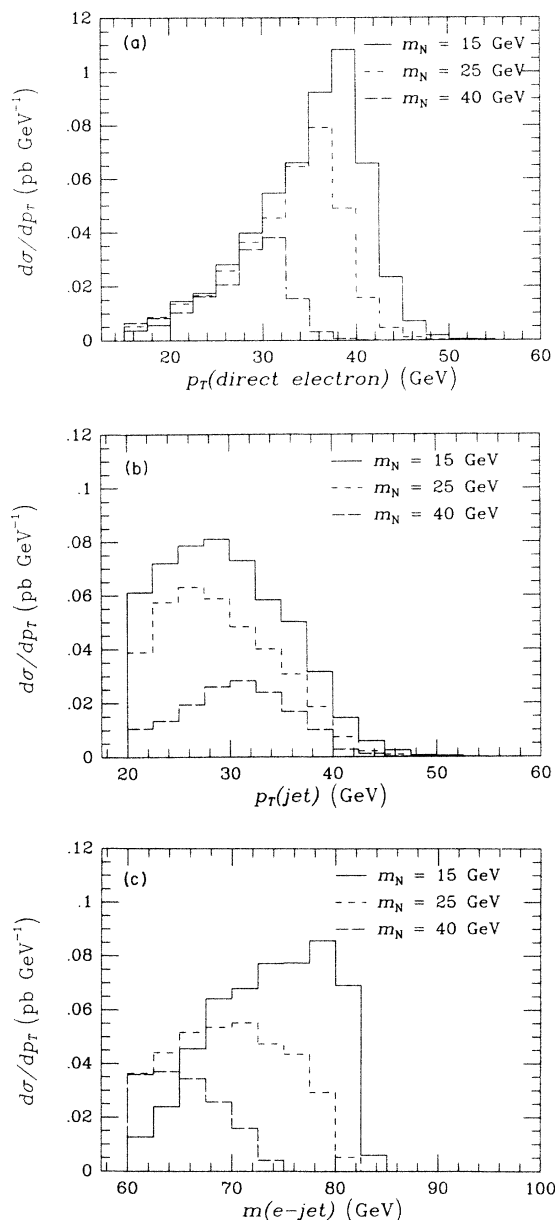 .12
(a)
m_N = 15 GeV
m_N = 25 GeV
m_N = 40 GeV
.1
.08
.06
.04
.02
0
dσ/dp_T (pb GeV⁻¹)
20 30 40 50 60
p_T(direct electron) (GeV)
.12
(b)
m_N = 15 GeV
m_N = 25 GeV
m_N = 40 GeV
.1
.08
.06
.04
.02
0
dσ/dp_T (pb GeV⁻¹)
20 30 40 50 60
p_T(jet) (GeV)
.12
(c)
m_N = 15 GeV
m_N = 25 GeV
m_N = 40 GeV
.1
.08
.06
.04
.02
0
dσ/dp_T (pb GeV⁻¹)
60 70 80 90 100
m(e-jet) (GeV)